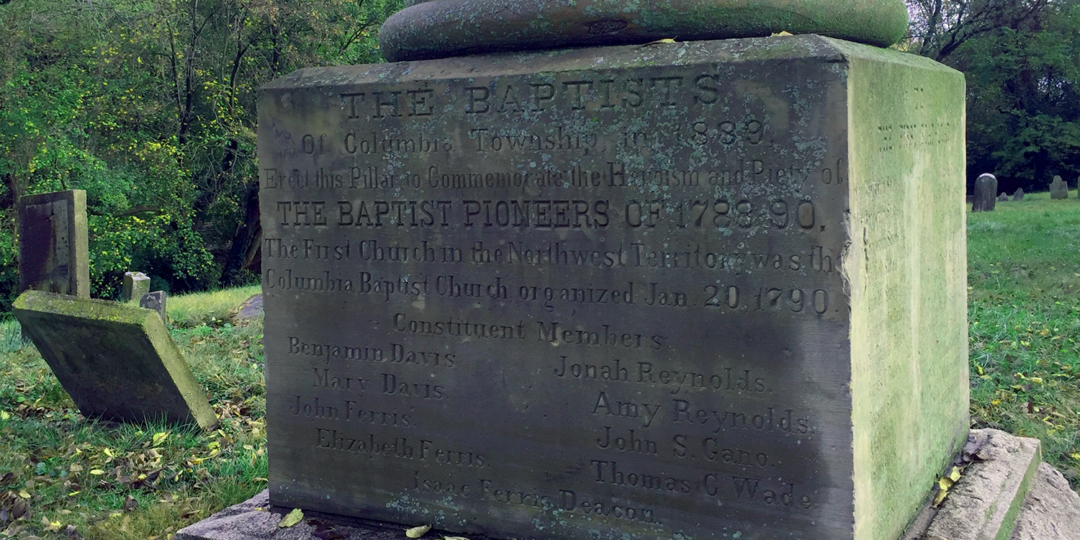 THE BAPTISTS
Of Columbia Township, in 1889,
Erect this Pillar to Commemorate the Heroism and Piety of
THE BAPTIST PIONEERS OF 1788-90.
The First Church in the Northwest Territory was the
Columbia Baptist Church organized Jan. 20, 1790.
Constituent Members.
Benjamin Davis. Jonah Reynolds.
Mary Davis. Amy Reynolds.
John Ferris. John S. Gano.
Elizabeth Ferris. Thomas C Wade
Isaac Ferris, Deacon.